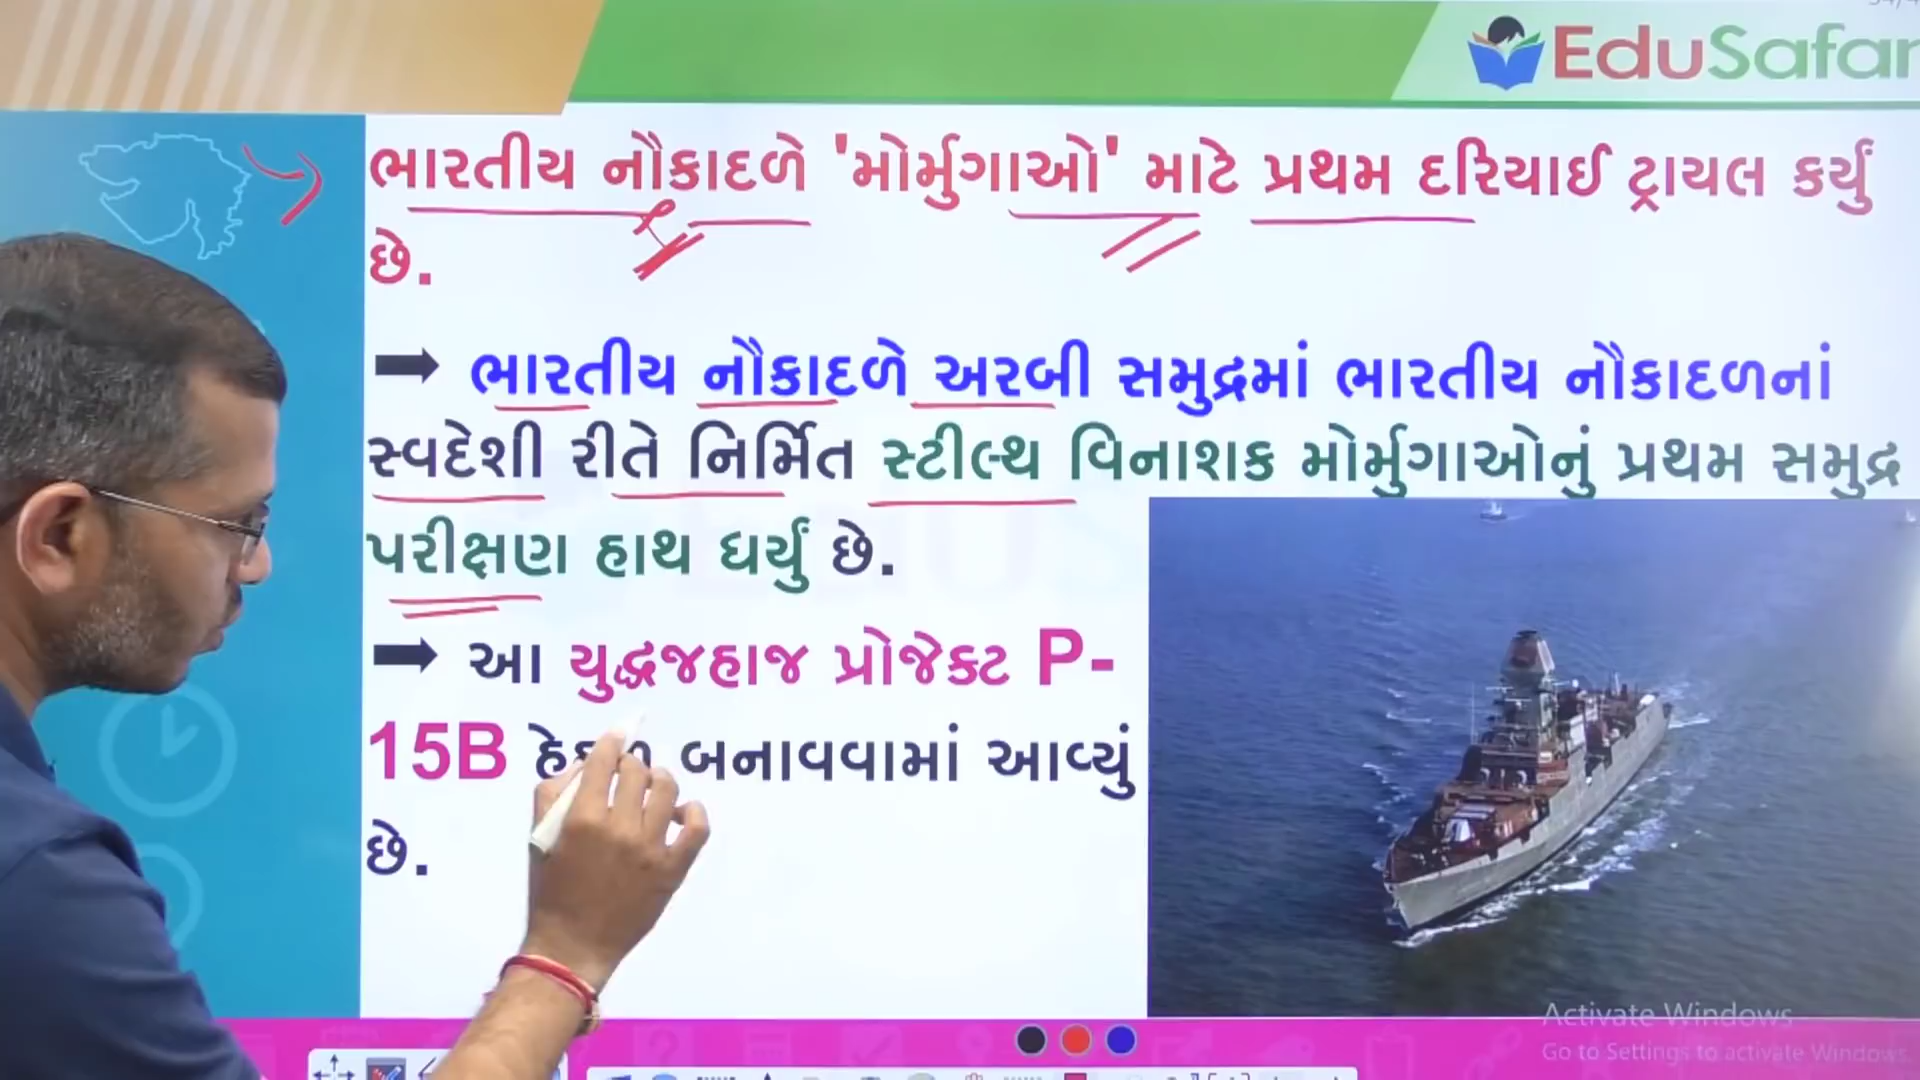 EduSafar
ભારતીય નૌકાદળે 'મોર્મુગાઓ' માટે પ્રથમ દરિયાઈ ટ્રાયલ કર્યું
છે.
➡ ભારતીય નૌકાદળે અરબી સમુદ્રમાં ભારતીય નૌકાદળનાં
સ્વદેશી રીતે નિર્મિત સ્ટીલ્થ વિનાશક મોર્મુગાઓનું પ્રથમ સમુદ્ર
પરીક્ષણ હાથ ધર્યું છે.
➡ આ યુદ્ધજહાજ પ્રોજેક્ટ P-
15B બનાવવામાં આવ્યું
છે.
Activate Windows
Go to Settings to activate Windows.